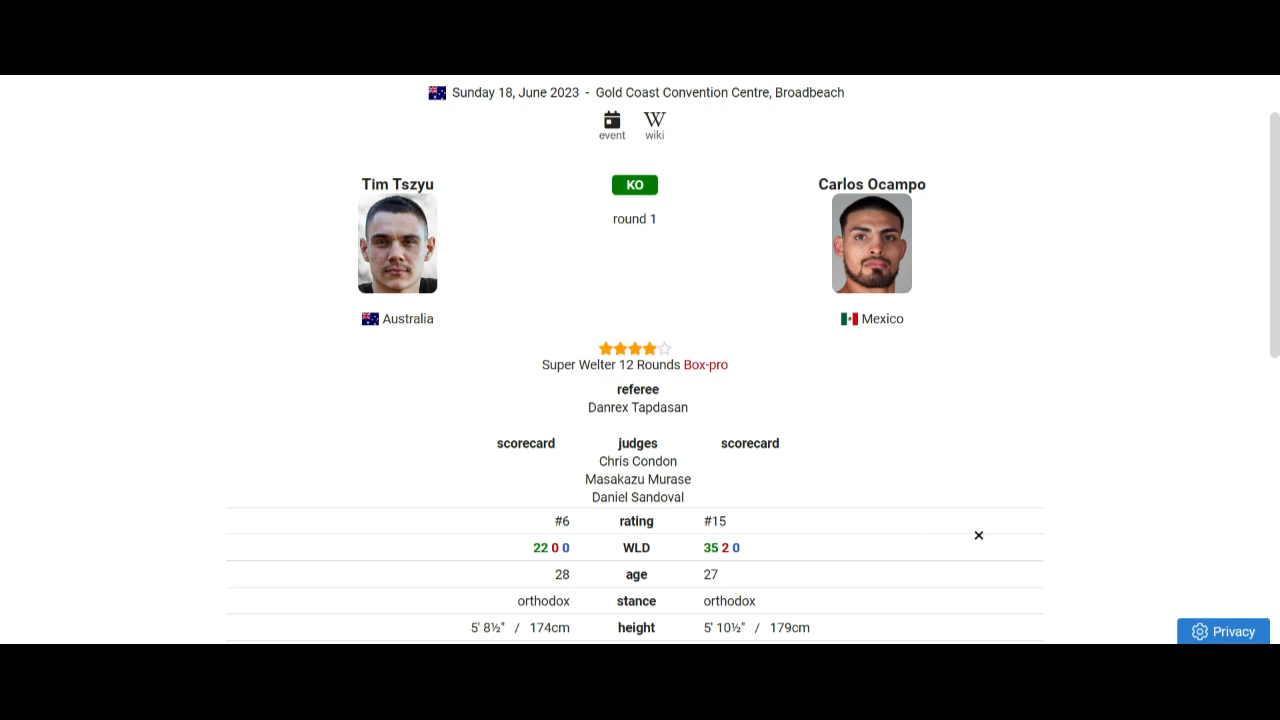 Sunday 18, June 2023 - Gold Coast Convention Centre, Broadbeach
event wiki
Tim Tszyu KO Carlos Ocampo
round 1
Australia Mexico
Super Welter 12 Rounds Box-pro
referee
Danrex Tapdasan
scorecard judges scorecard
Chris Condon
Masakazu Murase
Daniel Sandoval
#6 rating #15
22 0 0 WLD 35 2 0
28 age 27
orthodox stance orthodox
5' 8½" / 174cm height 5' 10½" / 179cm
Privacy